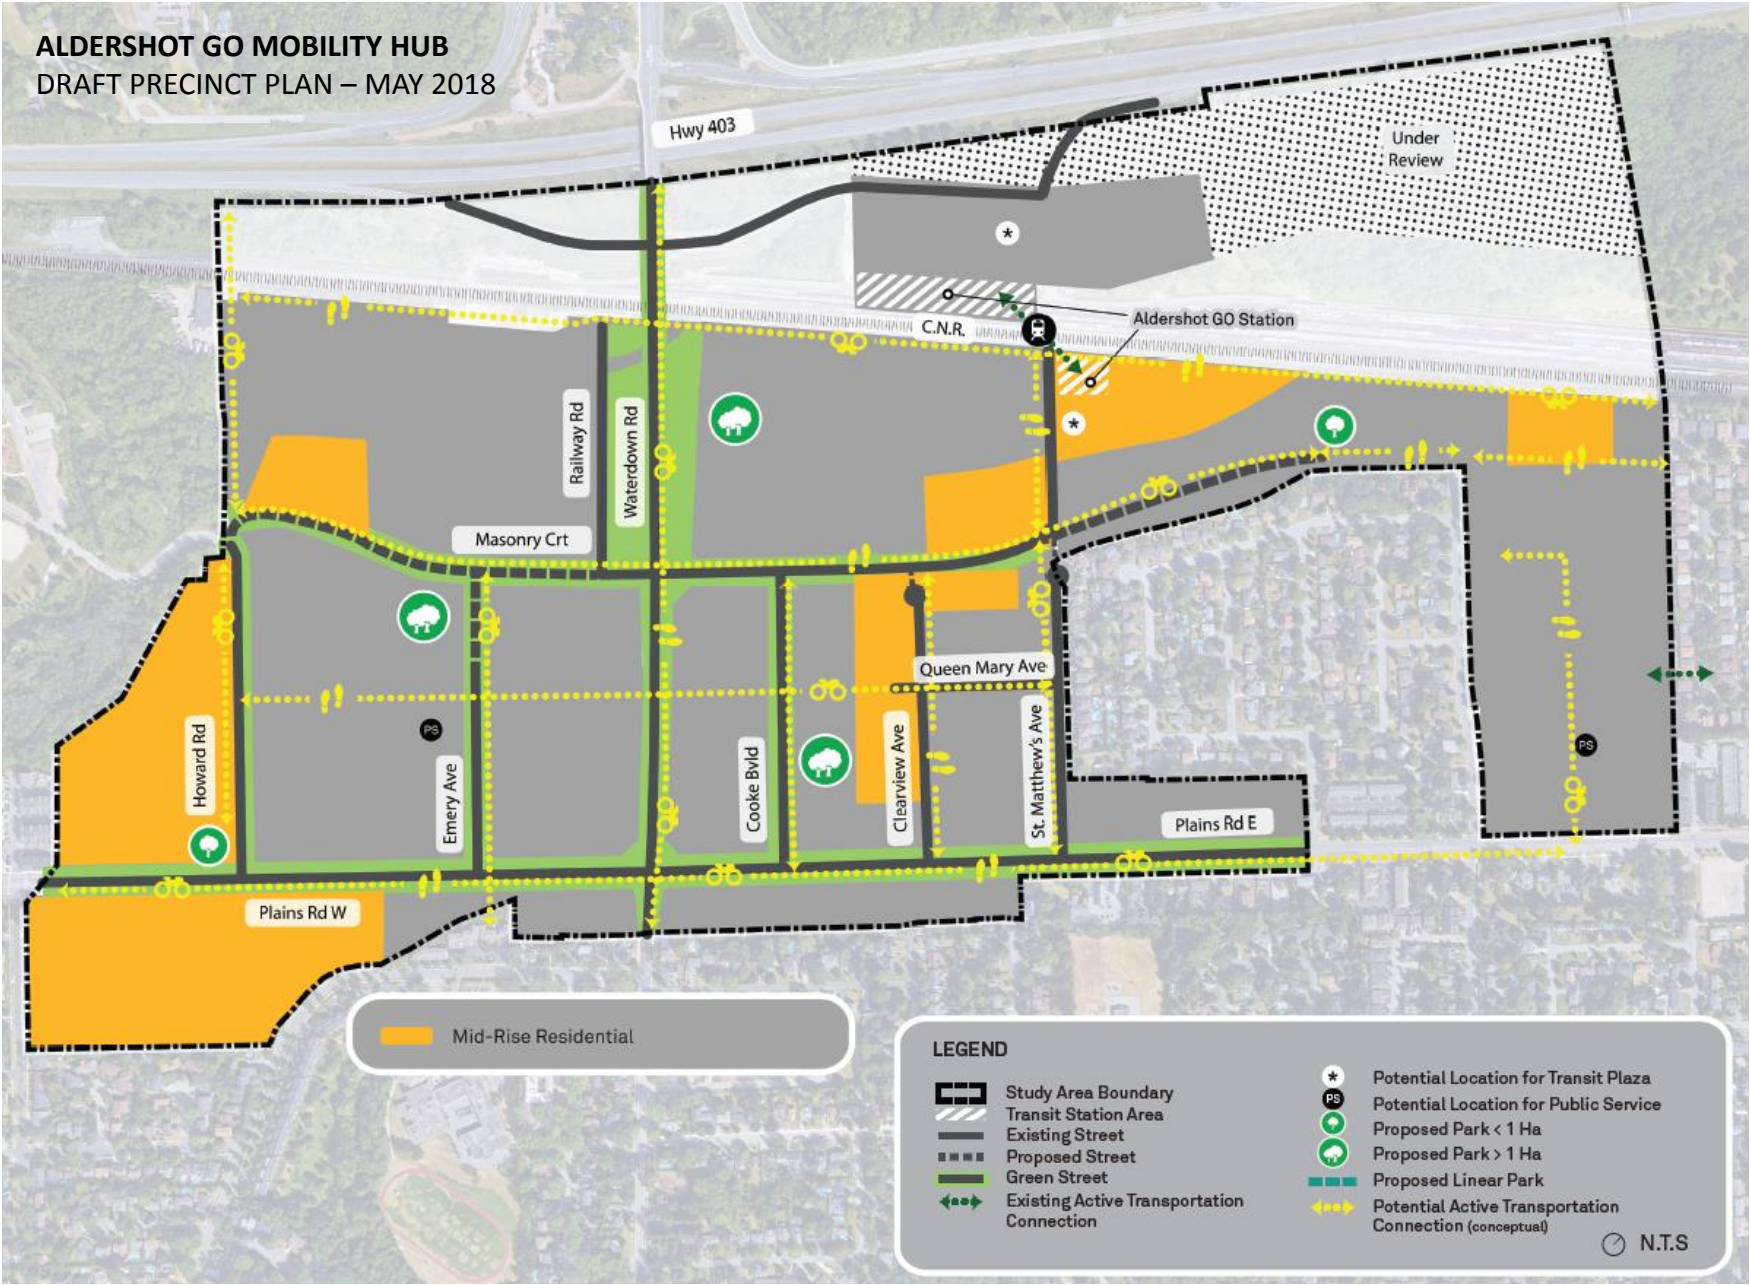 ALDERSHOT GO MOBILITY HUB
DRAFT PRECINCT PLAN – MAY 2018
Hwy 403
Under
Review
*
Aldershot GO Station
C.N.R.
Railway Rd
Waterdown Rd
*
Masonry Crt
Queen Mary Ave
Howard Rd
PS
Emery Ave
Cooke Bvld
Clearview Ave
St. Matthew's Ave
PS
Plains Rd E
Plains Rd W
Mid-Rise Residential
LEGEND
Study Area Boundary
Transit Station Area
Existing Street
Proposed Street
Green Street
Existing Active Transportation
Connection
* Potential Location for Transit Plaza
PS Potential Location for Public Service
Proposed Park < 1 Ha
Proposed Park > 1 Ha
Proposed Linear Park
Potential Active Transportation
Connection (conceptual)
N.T.S